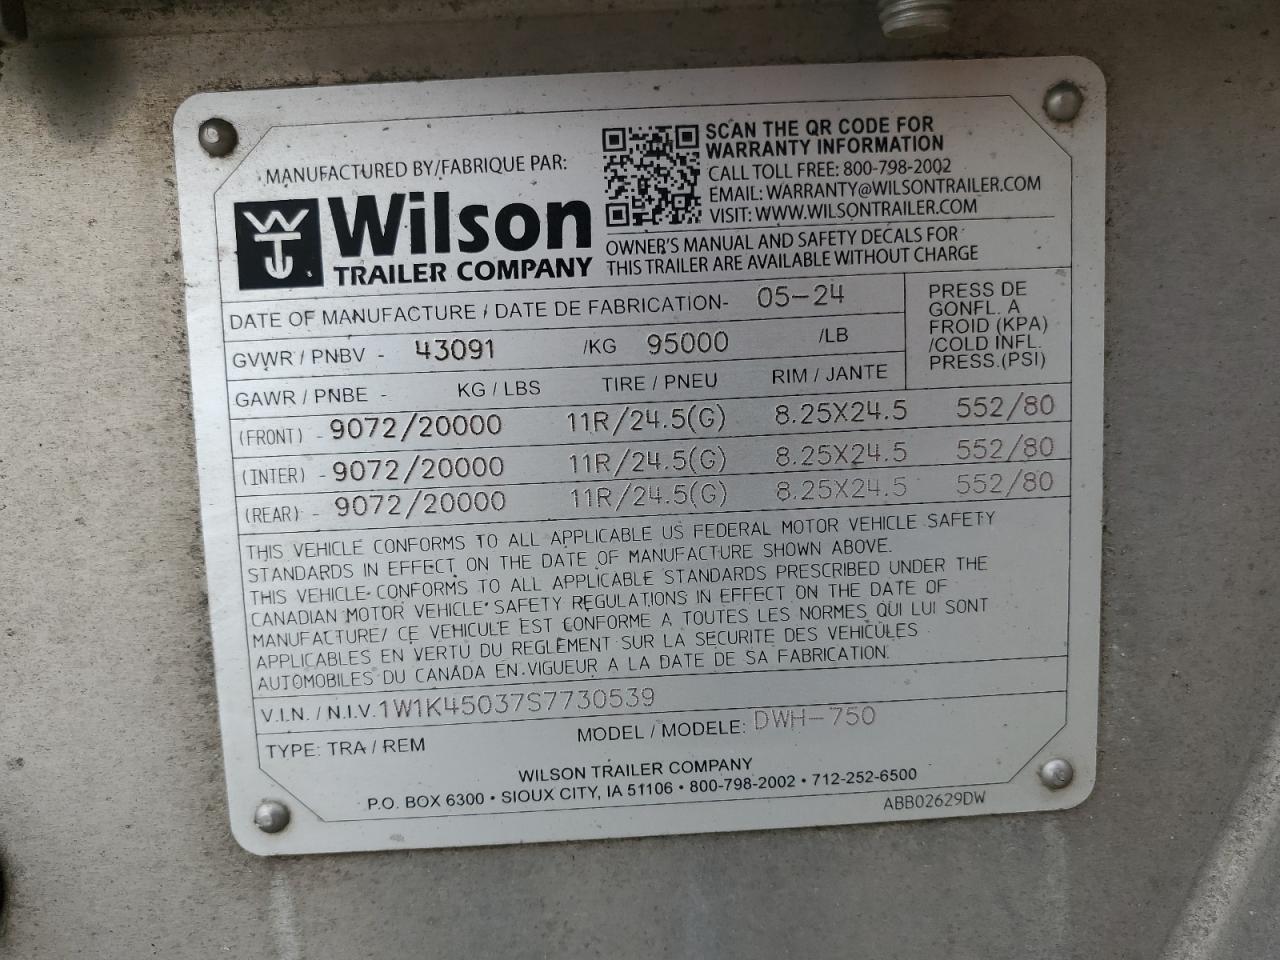 MANUFACTURED BY/FABRIQUE PAR:
Wilson
TRAILER COMPANY
SCAN THE QR CODE FOR
WARRANTY INFORMATION
CALL TOLL FREE: 800-798-2002
EMAIL: WARRANTY@WILSONTRAILER.COM
VISIT: WWW.WILSONTRAILER.COM
OWNER'S MANUAL AND SAFETY DECALS FOR
THIS TRAILER ARE AVAILABLE WITHOUT CHARGE
DATE OF MANUFACTURE / DATE DE FABRICATION- 05-24
GVWR / PNBV - 43091 /KG 95000 /LB
PRESS DE
GONFL. A
FROID (KPA)
/COLD INFL.
PRESS.(PSI)
GAWR / PNBE - KG / LBS TIRE / PNEU RIM / JANTE
(FRONT) - 9072/20000 11R/24.5(G) 8.25X24.5 552/80
(INTER) - 9072/20000 11R/24.5(G) 8.25X24.5 552/80
(REAR) - 9072/20000 11R/24.5(G) 8.25X24.5 552/80
THIS VEHICLE CONFORMS TO ALL APPLICABLE US FEDERAL MOTOR VEHICLE SAFETY
STANDARDS IN EFFECT ON THE DATE OF MANUFACTURE SHOWN ABOVE.
THIS VEHICLE CONFORMS TO ALL APPLICABLE STANDARDS PRESCRIBED UNDER THE
CANADIAN MOTOR VEHICLE SAFETY REGULATIONS IN EFFECT ON THE DATE OF
MANUFACTURE/ CE VEHICULE EST CONFORME A TOUTES LES NORMES QUI LUI SONT
APPLICABLES EN VERTU DU REGLEMENT SUR LA SECURITE DES VEHICULES
AUTOMOBILES DU CANADA EN VIGUEUR A LA DATE DE SA FABRICATION.
V.I.N. / N.I.V. 1W1K45037S7730539
TYPE: TRA / REM MODEL / MODELE: DWH-750
WILSON TRAILER COMPANY
P.O. BOX 6300 • SIOUX CITY, IA 51106 • 800-798-2002 • 712-252-6500
ABB02629DW